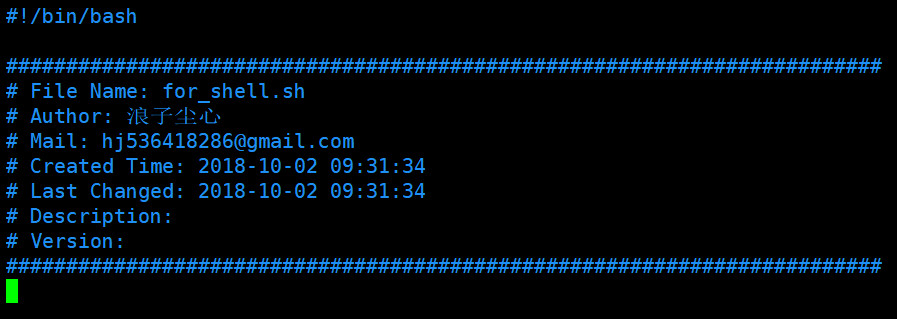 #!/bin/bash
#########################################################################
# File Name: for_shell.sh
# Author: 浪子尘心
# Mail: hj536418286@gmail.com
# Created Time: 2018-10-02 09:31:34
# Last Changed: 2018-10-02 09:31:34
# Description:
# Version:
#########################################################################